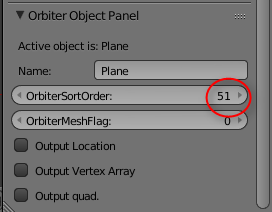 Orbiter Object Panel
Active object is: Plane
Name: Plane
OrbiterSortOrder: 51
OrbiterMeshFlag: 0
Output Location
Output Vertex Array
Output quad.